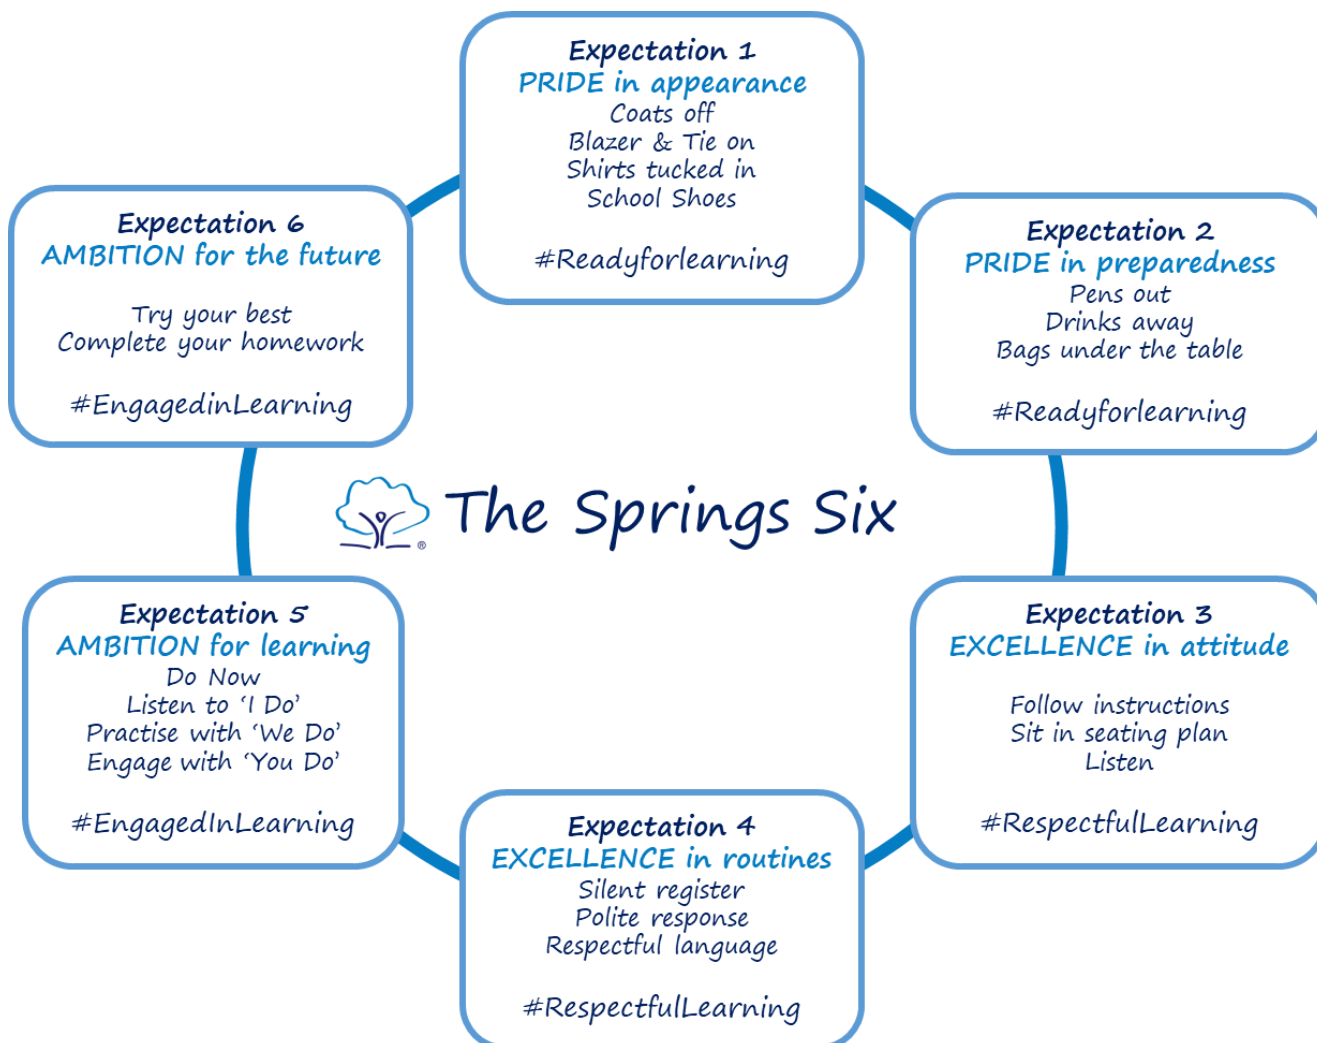 Expectation 1
PRIDE in appearance
Coats off
Blazer & Tie on
Shirts tucked in
School Shoes
#Readyforlearning
Expectation 2
PRIDE in preparedness
Pens out
Drinks away
Bags under the table
#Readyforlearning
Expectation 3
EXCELLENCE in attitude
Follow instructions
Sit in seating plan
Listen
#RespectfulLearning
Expectation 4
EXCELLENCE in routines
Silent register
Polite response
Respectful language
#RespectfulLearning
Expectation 5
AMBITION for learning
Do Now
Listen to ‘I Do’
Practise with ‘We Do’
Engage with ‘You Do’
#EngagedInLearning
Expectation 6
AMBITION for the future
Try your best
Complete your homework
#EngagedinLearning
® The Springs Six